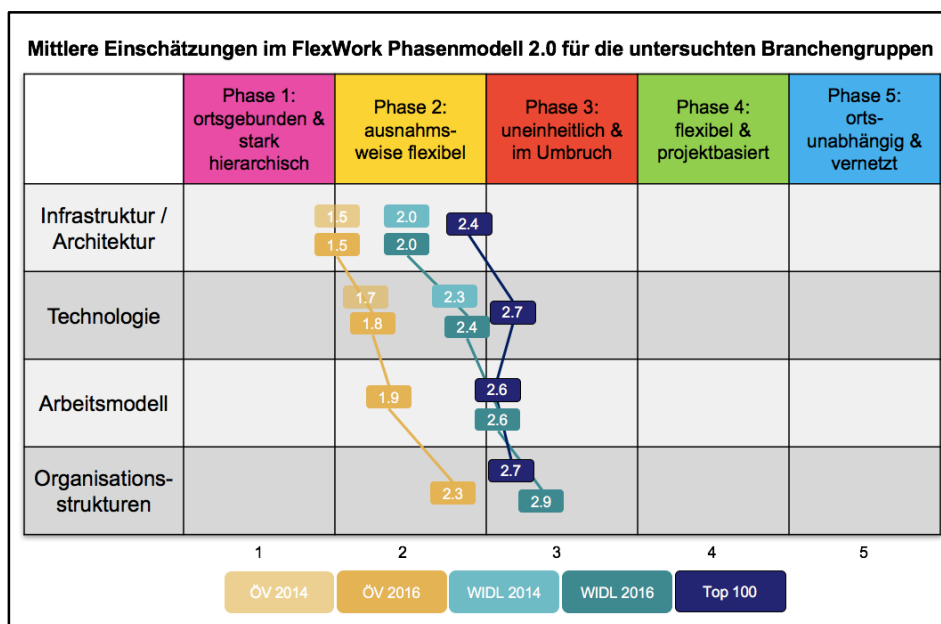 Mittlere Einschätzungen im FlexWork Phasenmodell 2.0 für die untersuchten Branchengruppen
Phase 1:
ortsgebunden &
stark
hierarchisch
Phase 2:
ausnahms-
weise flexibel
Phase 3:
uneinheitlich &
im Umbruch
Phase 4:
flexibel &
projektbasiert
Phase 5:
orts-
unabhängig &
vernetzt
Infrastruktur /
Architektur
1.5
2.0
2.4
1.5
2.0
Technologie
1.7
2.3
2.7
1.8
2.4
Arbeitsmodell
1.9
2.6
2.6
Organisations-
strukturen
2.3
2.7
2.9
1
2
3
4
5
ÖV 2014
ÖV 2016
WIDL 2014
WIDL 2016
Top 100